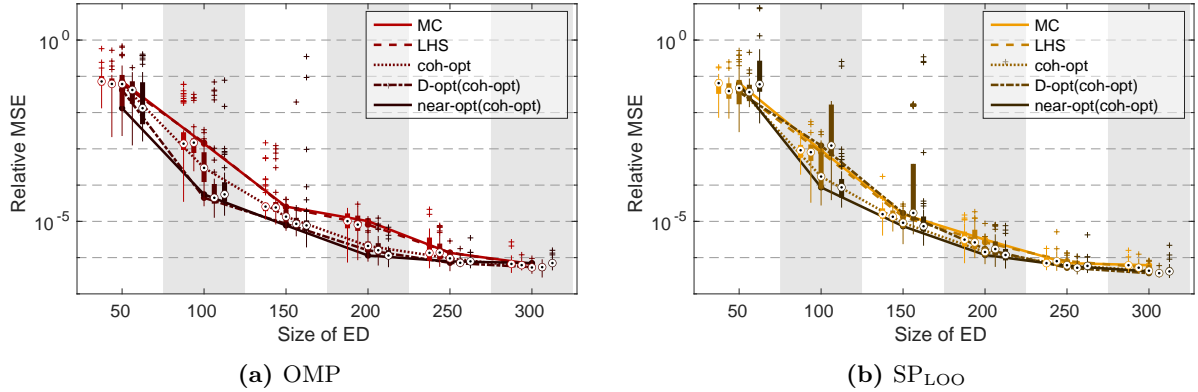 MC
LHS
coh-opt
D-opt(coh-opt)
near-opt(coh-opt)
10^0
10^-5
Relative MSE
50 100 150 200 250 300
Size of ED
(a) OMP
MC
LHS
coh-opt
D-opt(coh-opt)
near-opt(coh-opt)
10^0
10^-5
Relative MSE
50 100 150 200 250 300
Size of ED
(b) SP_LOO